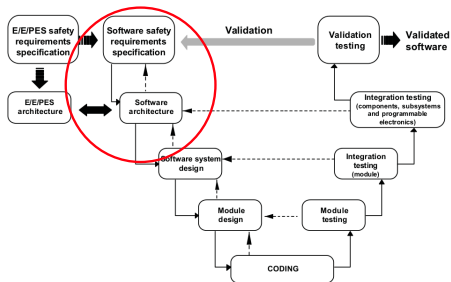 E/E/PES safety
requirements
specification
Software safety
requirements
specification
Validation
Validation
testing
Validated
software
E/E/PES
architecture
Software
architecture
Integration testing
(components, subsystems
and programmable
electronics)
Software system
design
Integration
testing
(module)
Module
design
Module
testing
CODING